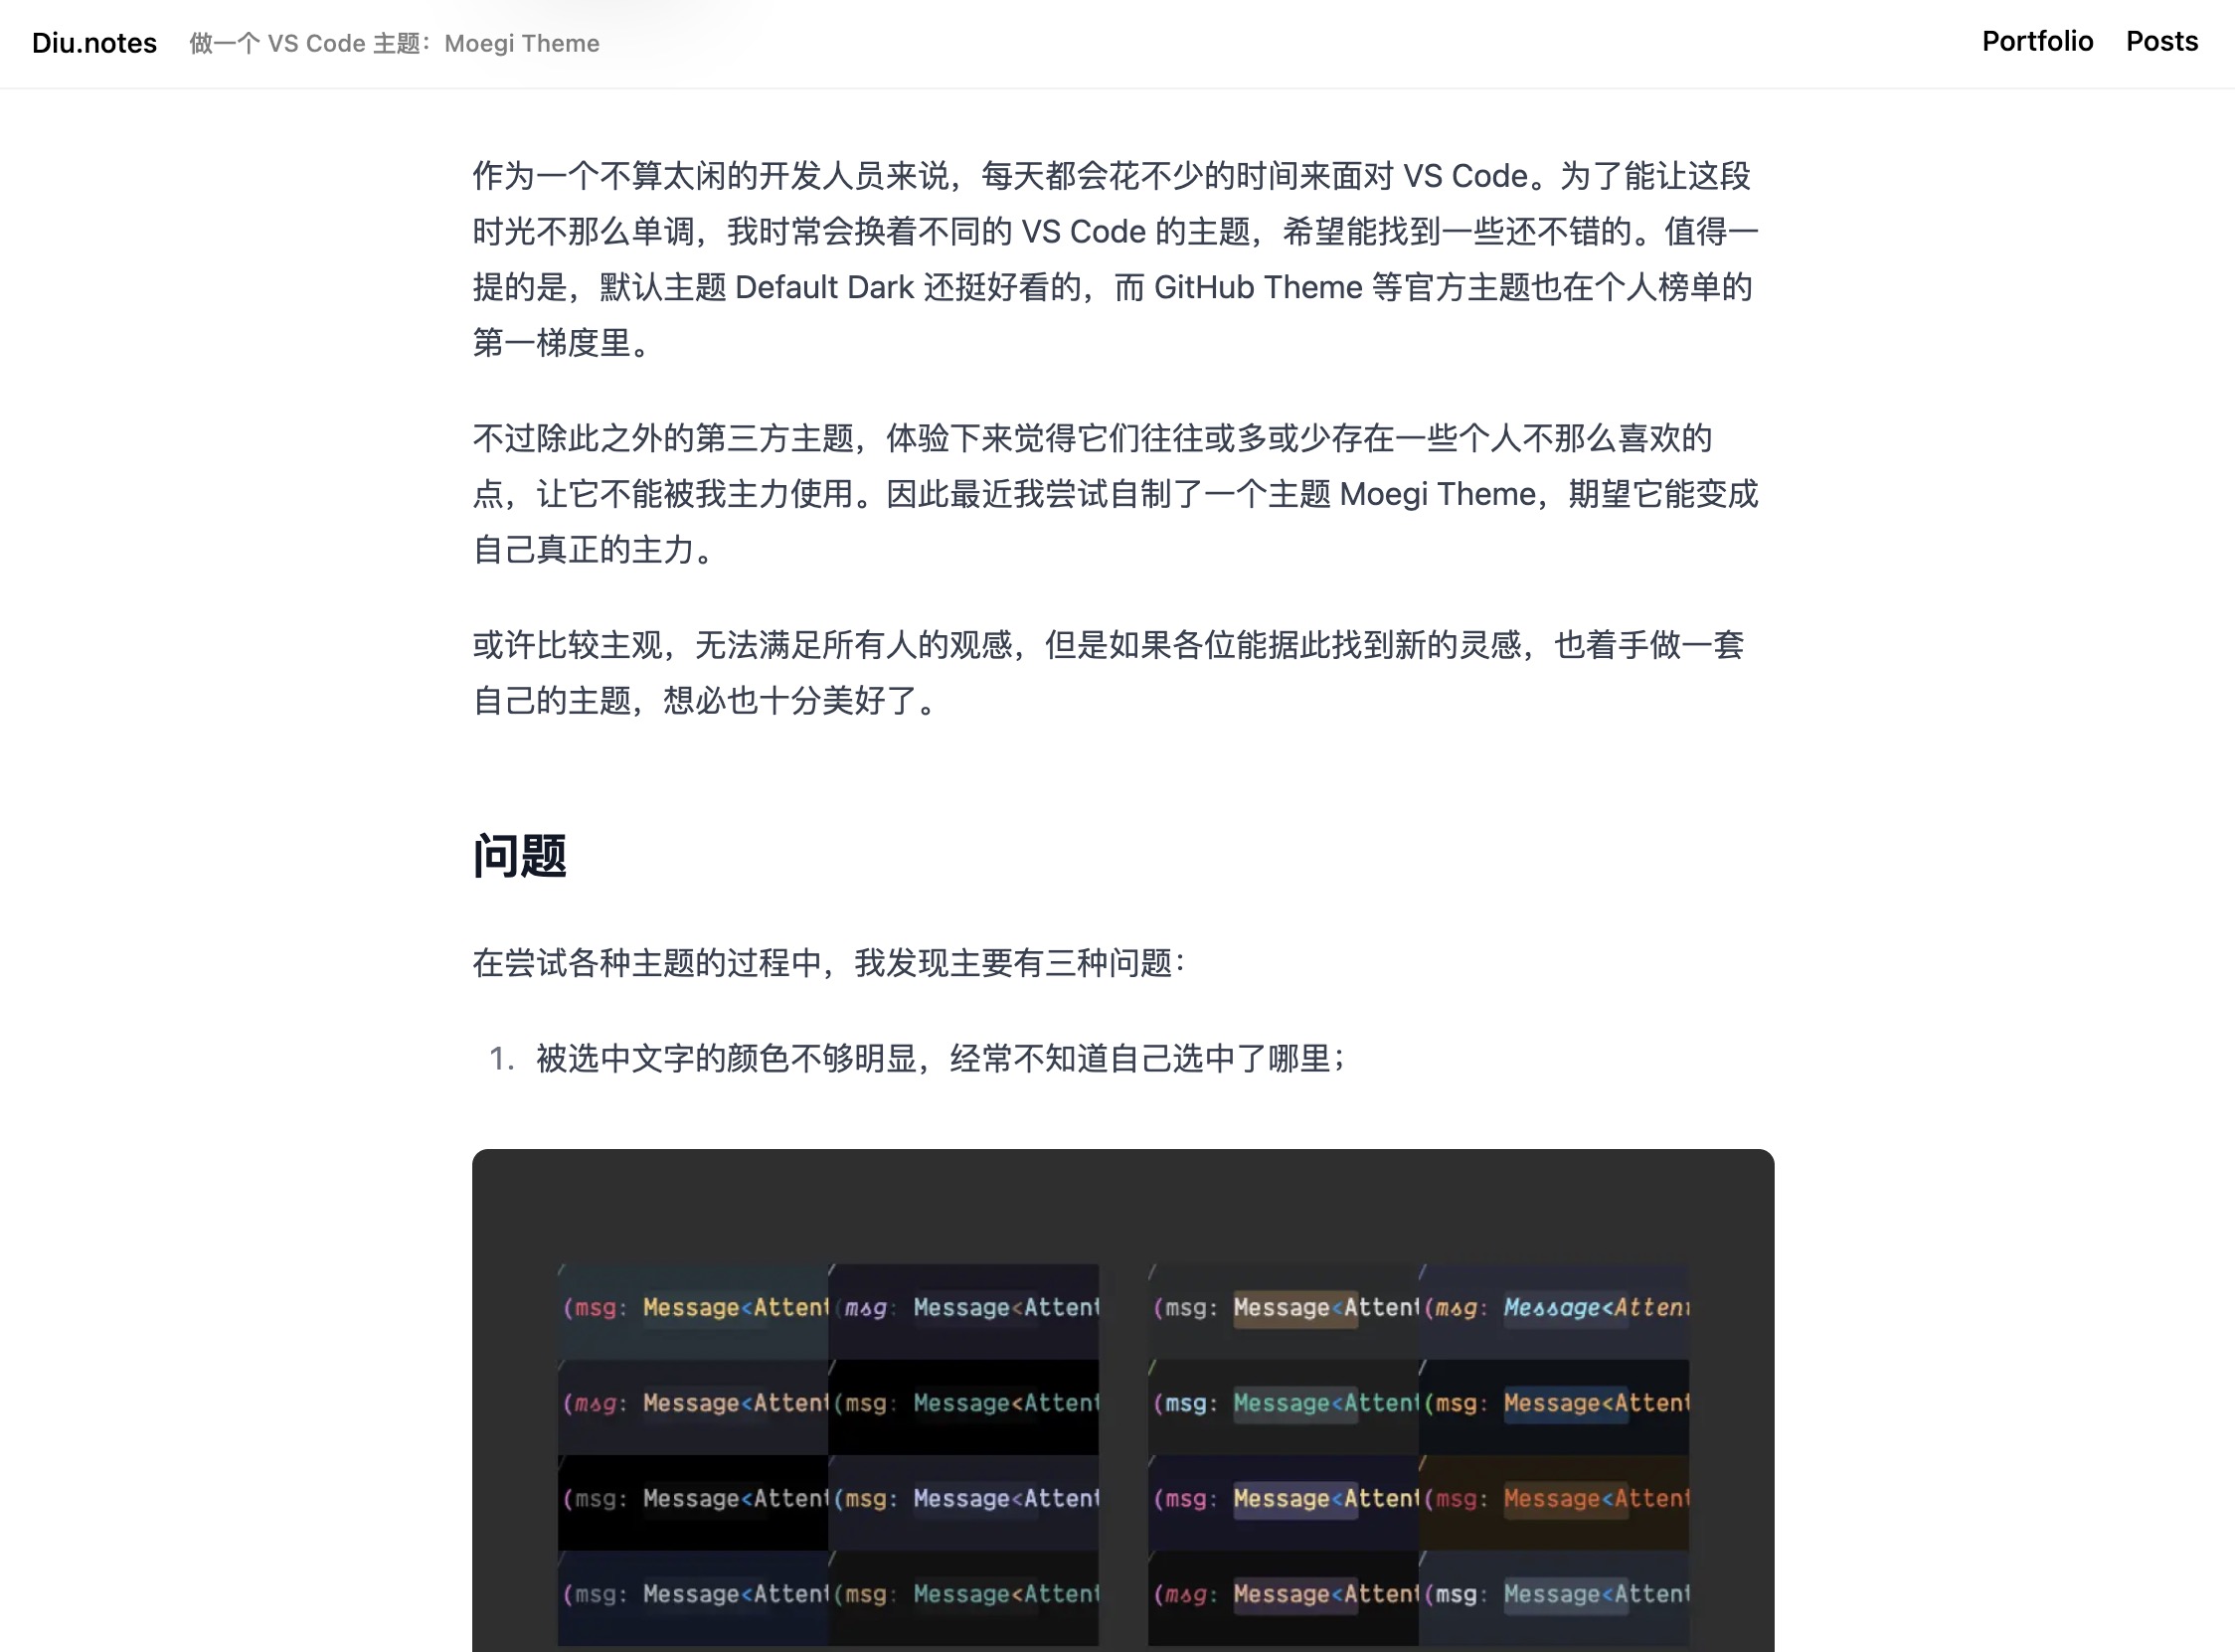 Diu.notes 做一个 VS Code 主题：Moegi Theme Portfolio Posts
作为一个不算太闲的开发人员来说，每天都会花不少的时间来面对 VS Code。为了能让这段
时光不那么单调，我时常会换着不同的 VS Code 的主题，希望能找到一些还不错的。值得一
提的是，默认主题 Default Dark 还挺好看的，而 GitHub Theme 等官方主题也在个人榜单的
第一梯度里。
不过除此之外的第三方主题，体验下来觉得它们往往或多或少存在一些个人不那么喜欢的
点，让它不能被我主力使用。因此最近我尝试自制了一个主题 Moegi Theme，期望它能变成
自己真正的主力。
或许比较主观，无法满足所有人的观感，但是如果各位能据此找到新的灵感，也着手做一套
自己的主题，想必也十分美好了。
问题
在尝试各种主题的过程中，我发现主要有三种问题：
1. 被选中文字的颜色不够明显，经常不知道自己选中了哪里；
(msg: Message<Attent (msg: Message<Attent (msg: Message<Attent (msg: Message<Attent
(msg: Message<Attent (msg: Message<Attent (msg: Message<Attent (msg: Message<Attent
(msg: Message<Attent (msg: Message<Attent (msg: Message<Attent (msg: Message<Attent
(msg: Message<Attent (msg: Message<Attent (msg: Message<Attent (msg: Message<Attent